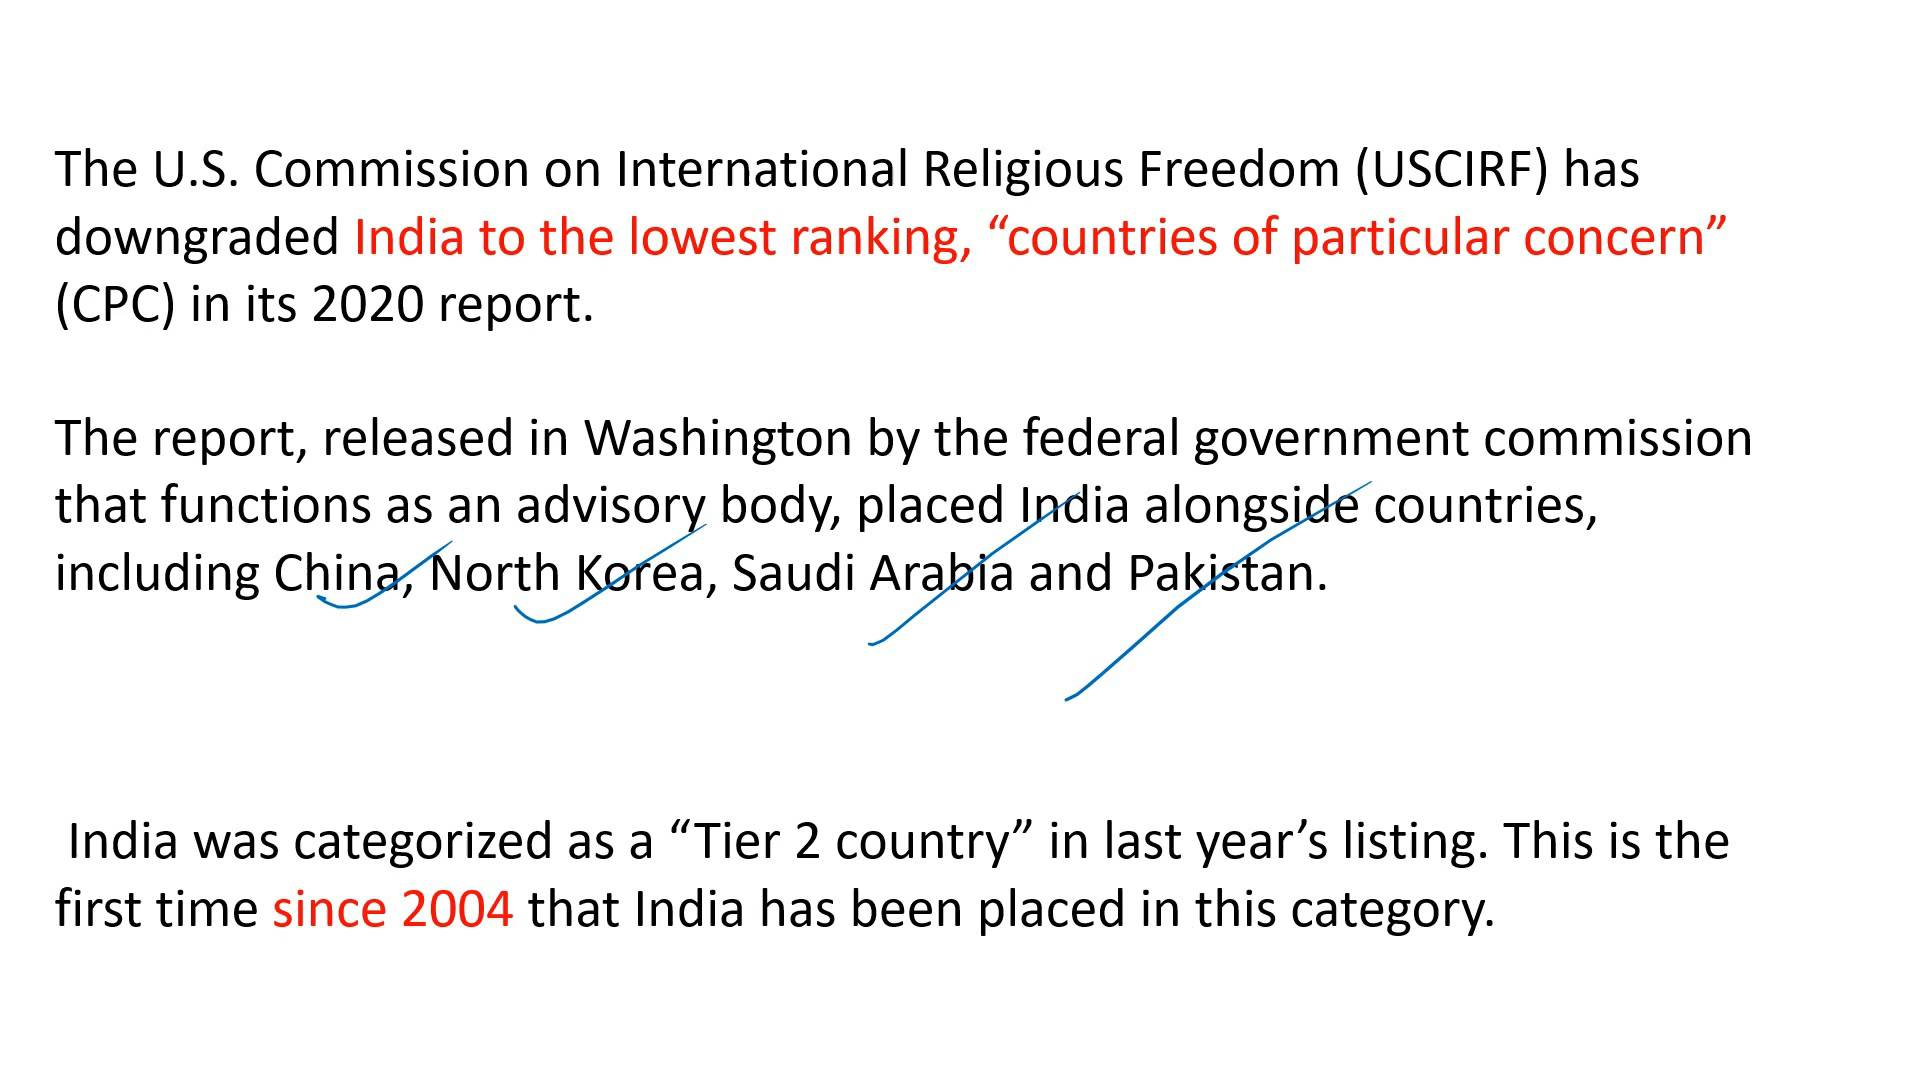 The U.S. Commission on International Religious Freedom (USCIRF) has
downgraded India to the lowest ranking, “countries of particular concern”
(CPC) in its 2020 report.
The report, released in Washington by the federal government commission
that functions as an advisory body, placed India alongside countries,
including China, North Korea, Saudi Arabia and Pakistan.
India was categorized as a “Tier 2 country” in last year’s listing. This is the
first time since 2004 that India has been placed in this category.